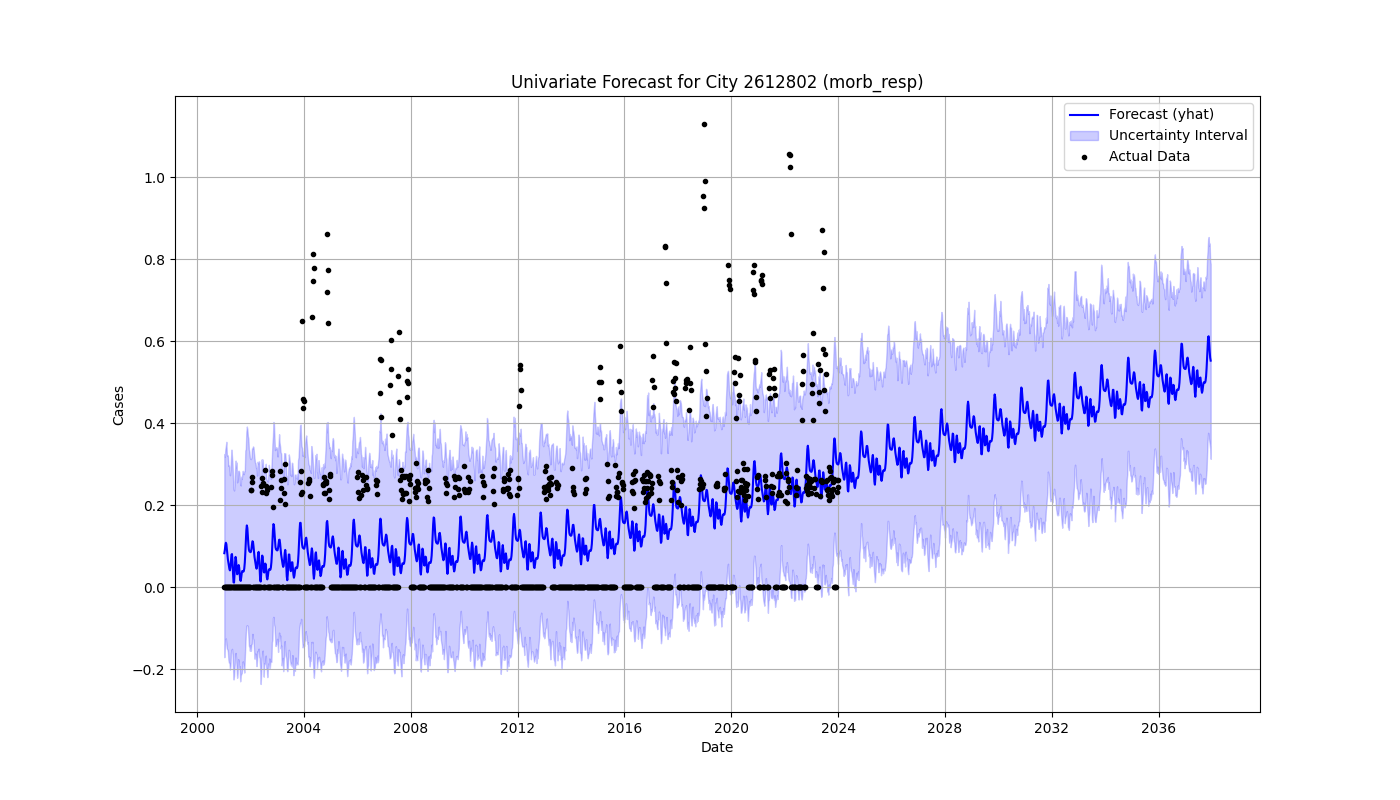 Univariate Forecast for City 2612802 (morb_resp)
Forecast (yhat)
Uncertainty Interval
Actual Data
Cases
1.0
0.8
0.6
0.4
0.2
0.0
−0.2
2000 2004 2008 2012 2016 2020 2024 2028 2032 2036
Date